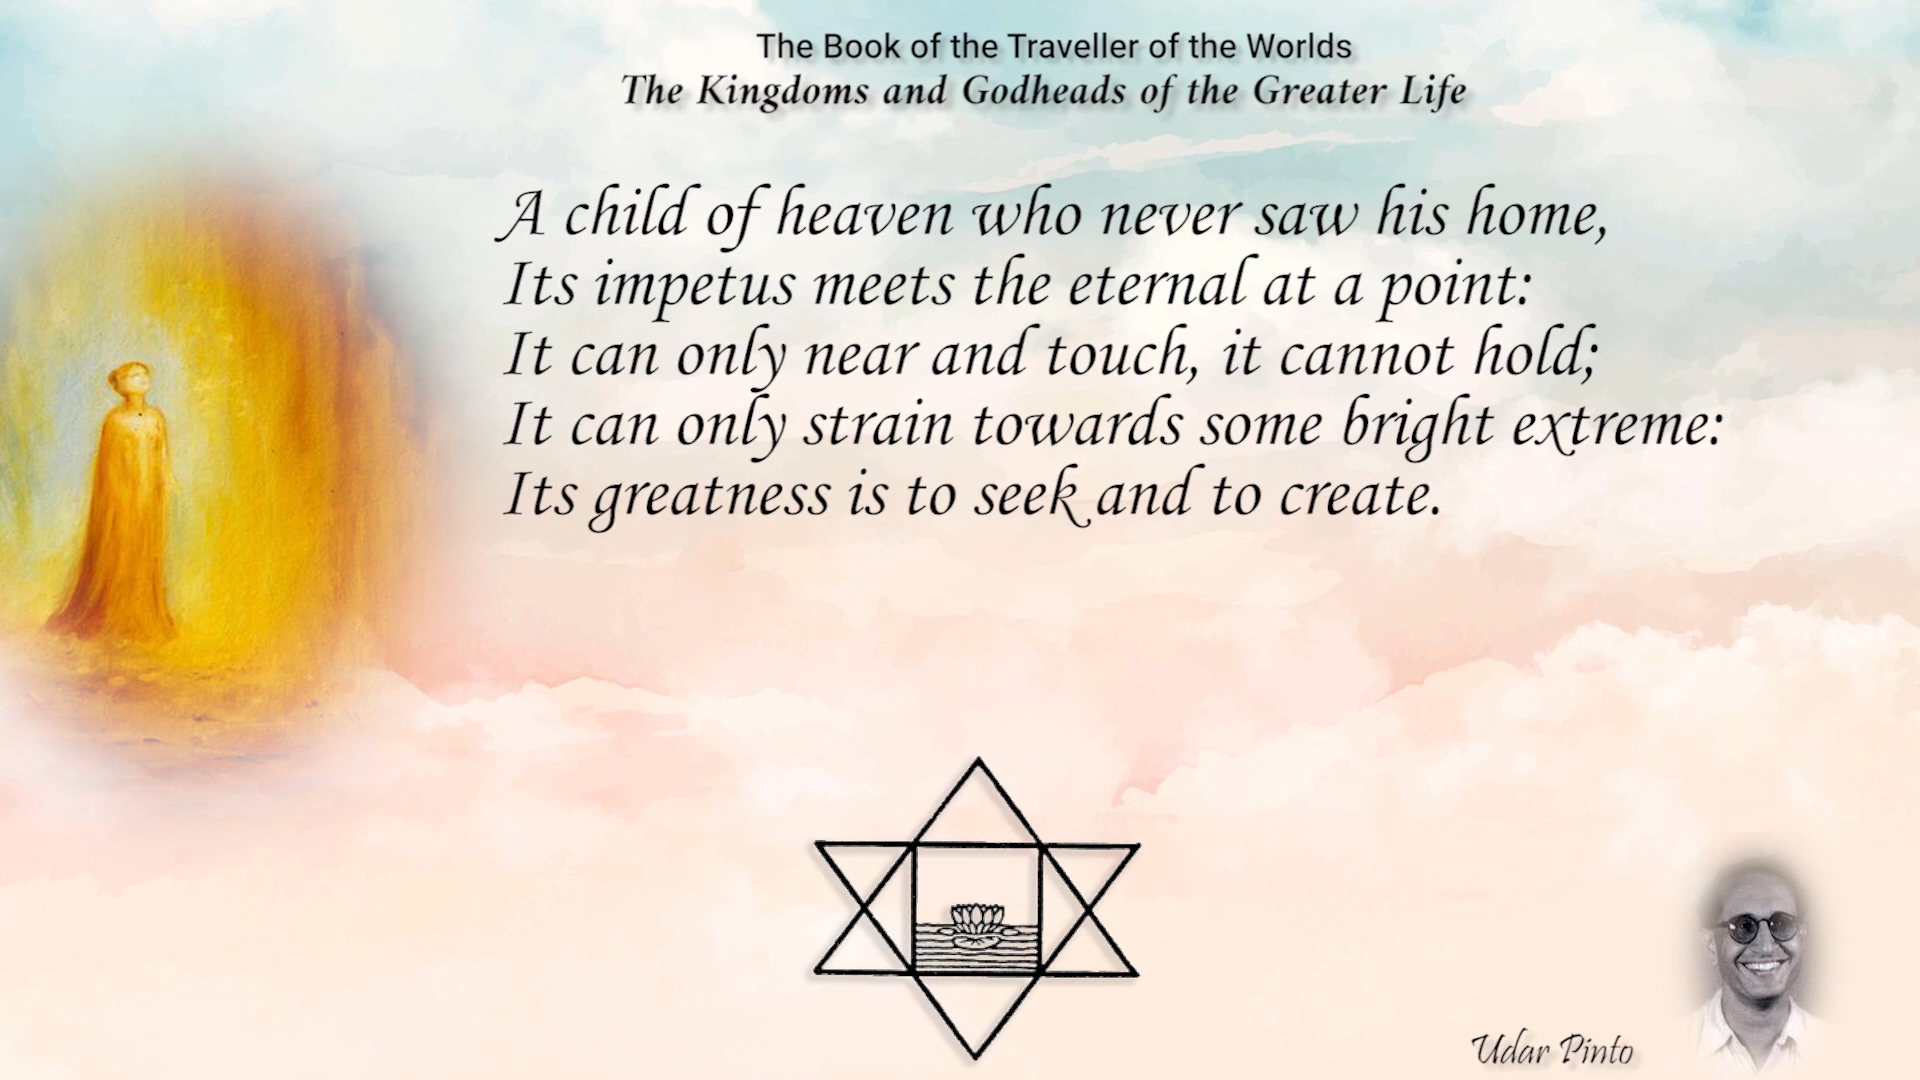 The Book of the Traveller of the Worlds
The Kingdoms and Godheads of the Greater Life
A child of heaven who never saw his home,
Its impetus meets the eternal at a point:
It can only near and touch, it cannot hold;
It can only strain towards some bright extreme:
Its greatness is to seek and to create.
Udar Pinto